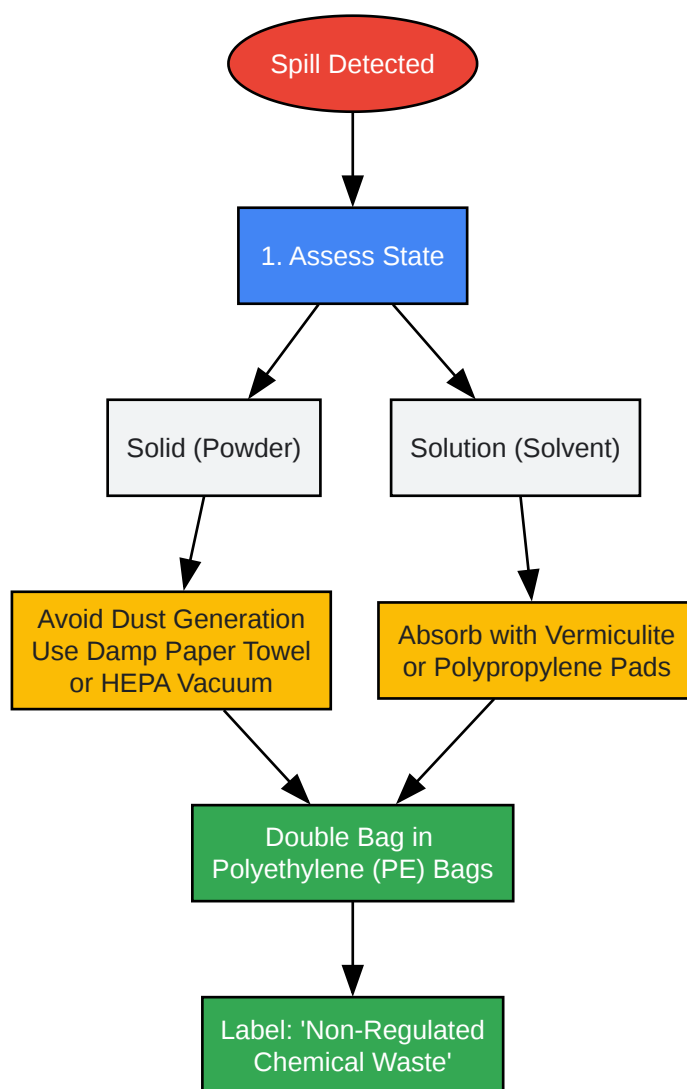 Spill Detected
1. Assess State
Solid (Powder)
Solution (Solvent)
Avoid Dust Generation
Use Damp Paper Towel
or HEPA Vacuum
Absorb with Vermiculite
or Polypropylene Pads
Double Bag in
Polyethylene (PE) Bags
Label: 'Non-Regulated
Chemical Waste'